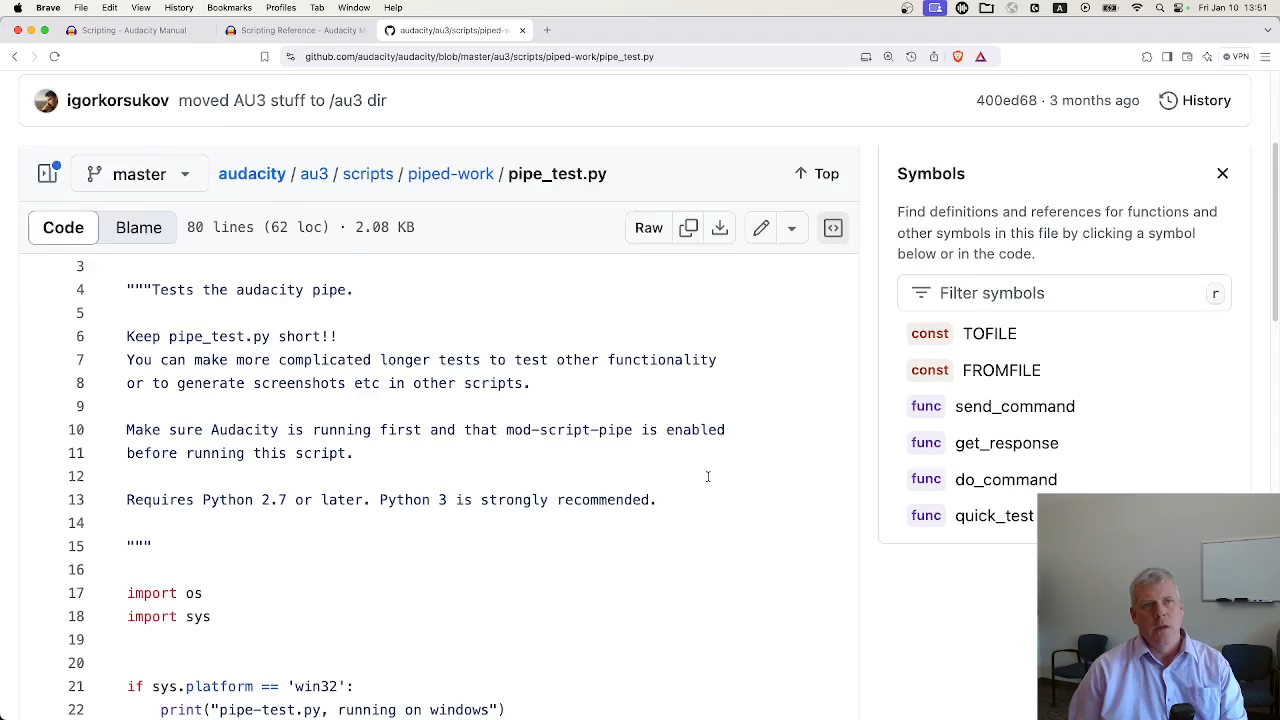 Brave File Edit View History Bookmarks Profiles Tab Window Help Fri Jan 10 13:51
Scripting - Audacity Manual
Scripting Reference - Audacity M
audacity/au3/scripts/piped-w
github.com/audacity/audacity/blob/master/au3/scripts/piped-work/pipe_test.py
VPN
igorkorsukov moved AU3 stuff to /au3 dir
400ed68 · 3 months ago History
master
audacity / au3 / scripts / piped-work / pipe_test.py
Top
Code Blame 80 lines (62 loc) · 2.08 KB
Raw
3
4 """Tests the audacity pipe.
5
6 Keep pipe_test.py short!!
7 You can make more complicated longer tests to test other functionality
8 or to generate screenshots etc in other scripts.
9
10 Make sure Audacity is running first and that mod-script-pipe is enabled
11 before running this script.
12
13 Requires Python 2.7 or later. Python 3 is strongly recommended.
14
15 """
16
17 import os
18 import sys
19
20
21 if sys.platform == 'win32':
22 print("pipe-test.py, running on windows")
Symbols
Find definitions and references for functions and
other symbols in this file by clicking a symbol
below or in the code.
Filter symbols r
const TOFILE
const FROMFILE
func send_command
func get_response
func do_command
func quick_test